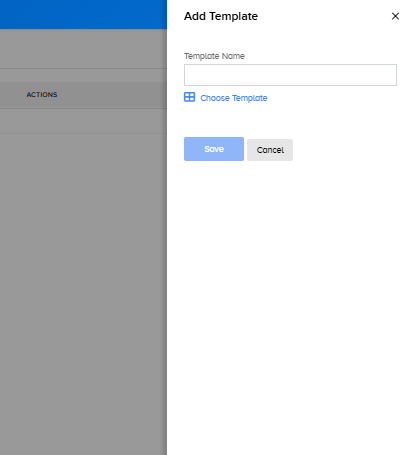 Add Template
ACTIONS
Template Name
Choose Template
Save
Cancel